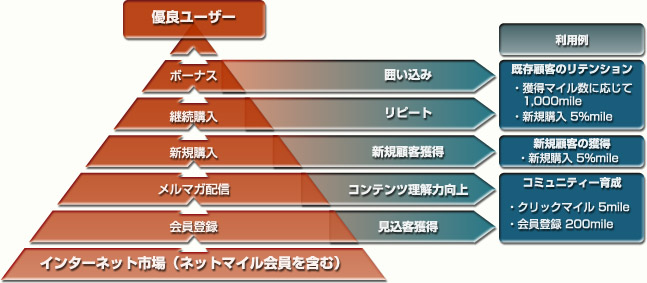 優良ユーザー
利用例
ボーナス
囲い込み
既存顧客のリテンション
・獲得マイル数に応じて
1,000mile
・新規購入 5%mile
継続購入
リピート
新規購入
新規顧客獲得
新規顧客の獲得
・新規購入 5%mile
メルマガ配信
コンテンツ理解力向上
コミュニティー育成
・クリックマイル 5mile
・会員登録 200mile
会員登録
見込客獲得
インターネット市場（ネットマイル会員を含む）